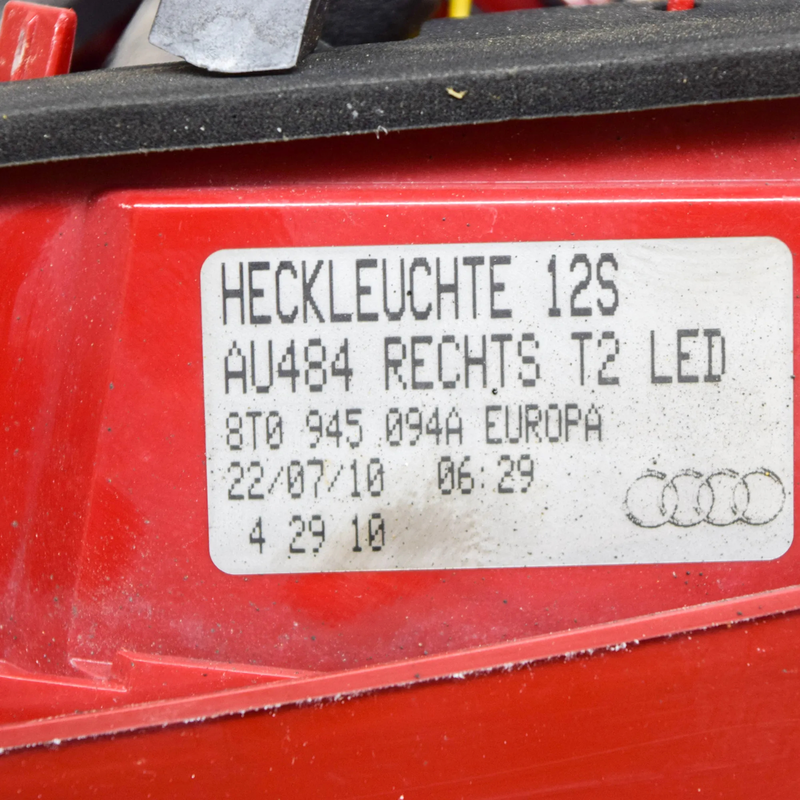 HECKLEUCHTE 12S
AU484 RECHTS T2 LED
8T0 945 094A EUROPA
22/07/10 06:29
4 29 10